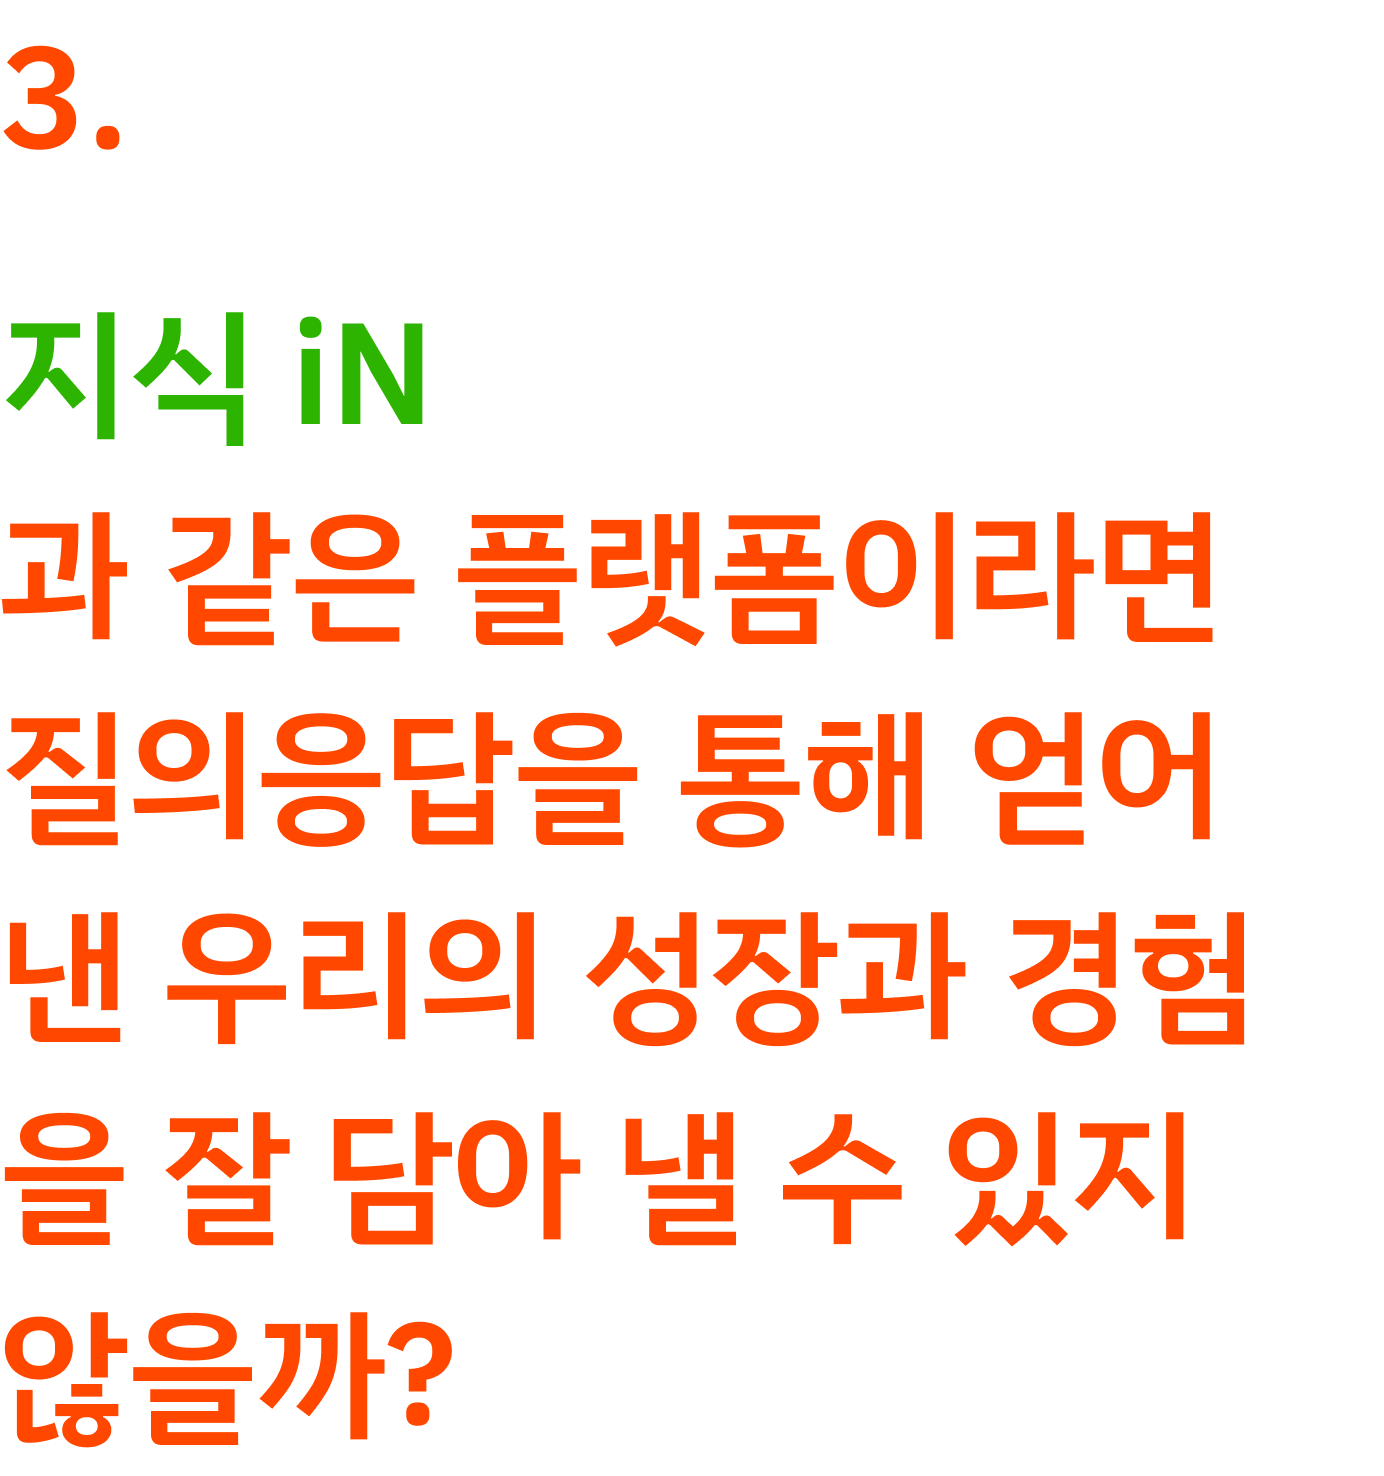 3.
지식 iN
과 같은 플랫폼이라면
질의응답을 통해 얻어
낸 우리의 성장과 경험
을 잘 담아 낼 수 있지
않을까?